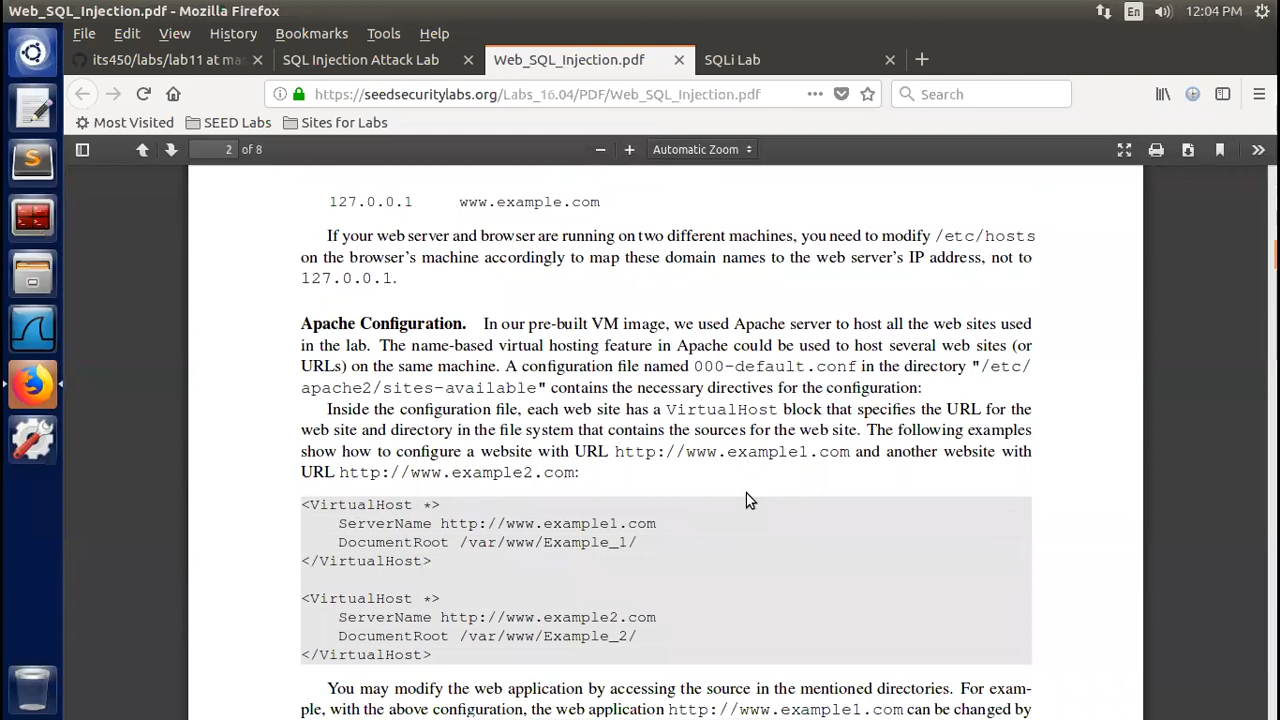 Web_SQL_Injection.pdf - Mozilla Firefox
En
12:04 PM
File Edit View History Bookmarks Tools Help
its450/labs/lab11 at ma
SQL Injection Attack Lab
Web_SQL_Injection.pdf
SQLi Lab
https://seedsecuritylabs.org/Labs_16.04/PDF/Web_SQL_Injection.pdf
Search
Most Visited SEED Labs Sites for Labs
2 of 8
Automatic Zoom
127.0.0.1 www.example.com
If your web server and browser are running on two different machines, you need to modify /etc/hosts
on the browser's machine accordingly to map these domain names to the web server's IP address, not to
127.0.0.1.
Apache Configuration. In our pre-built VM image, we used Apache server to host all the web sites used
in the lab. The name-based virtual hosting feature in Apache could be used to host several web sites (or
URLs) on the same machine. A configuration file named 000-default.conf in the directory "/etc/
apache2/sites-available" contains the necessary directives for the configuration:
Inside the configuration file, each web site has a VirtualHost block that specifies the URL for the
web site and directory in the file system that contains the sources for the web site. The following examples
show how to configure a website with URL http://www.example1.com and another website with
URL http://www.example2.com:
<VirtualHost *>
ServerName http://www.example1.com
DocumentRoot /var/www/Example_1/
</VirtualHost>
<VirtualHost *>
ServerName http://www.example2.com
DocumentRoot /var/www/Example_2/
</VirtualHost>
You may modify the web application by accessing the source in the mentioned directories. For exam-
ple, with the above configuration, the web application http://www.example1.com can be changed by